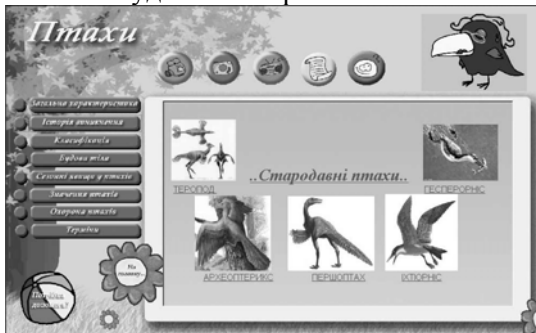 Птахи
Загальна характеристика
Історія виникнення
Класифікація
Будова тіла
Сезонні явища у птахів
Значення птахів
Охорона птахів
Терміни
На головну...
..Стародавні птахи..
ТЕРОПОД
ГЕСПЕРОРНІС
АРХЕОПТЕРИКС
ПЕРШОПТАХ
ІХТІОРНІС